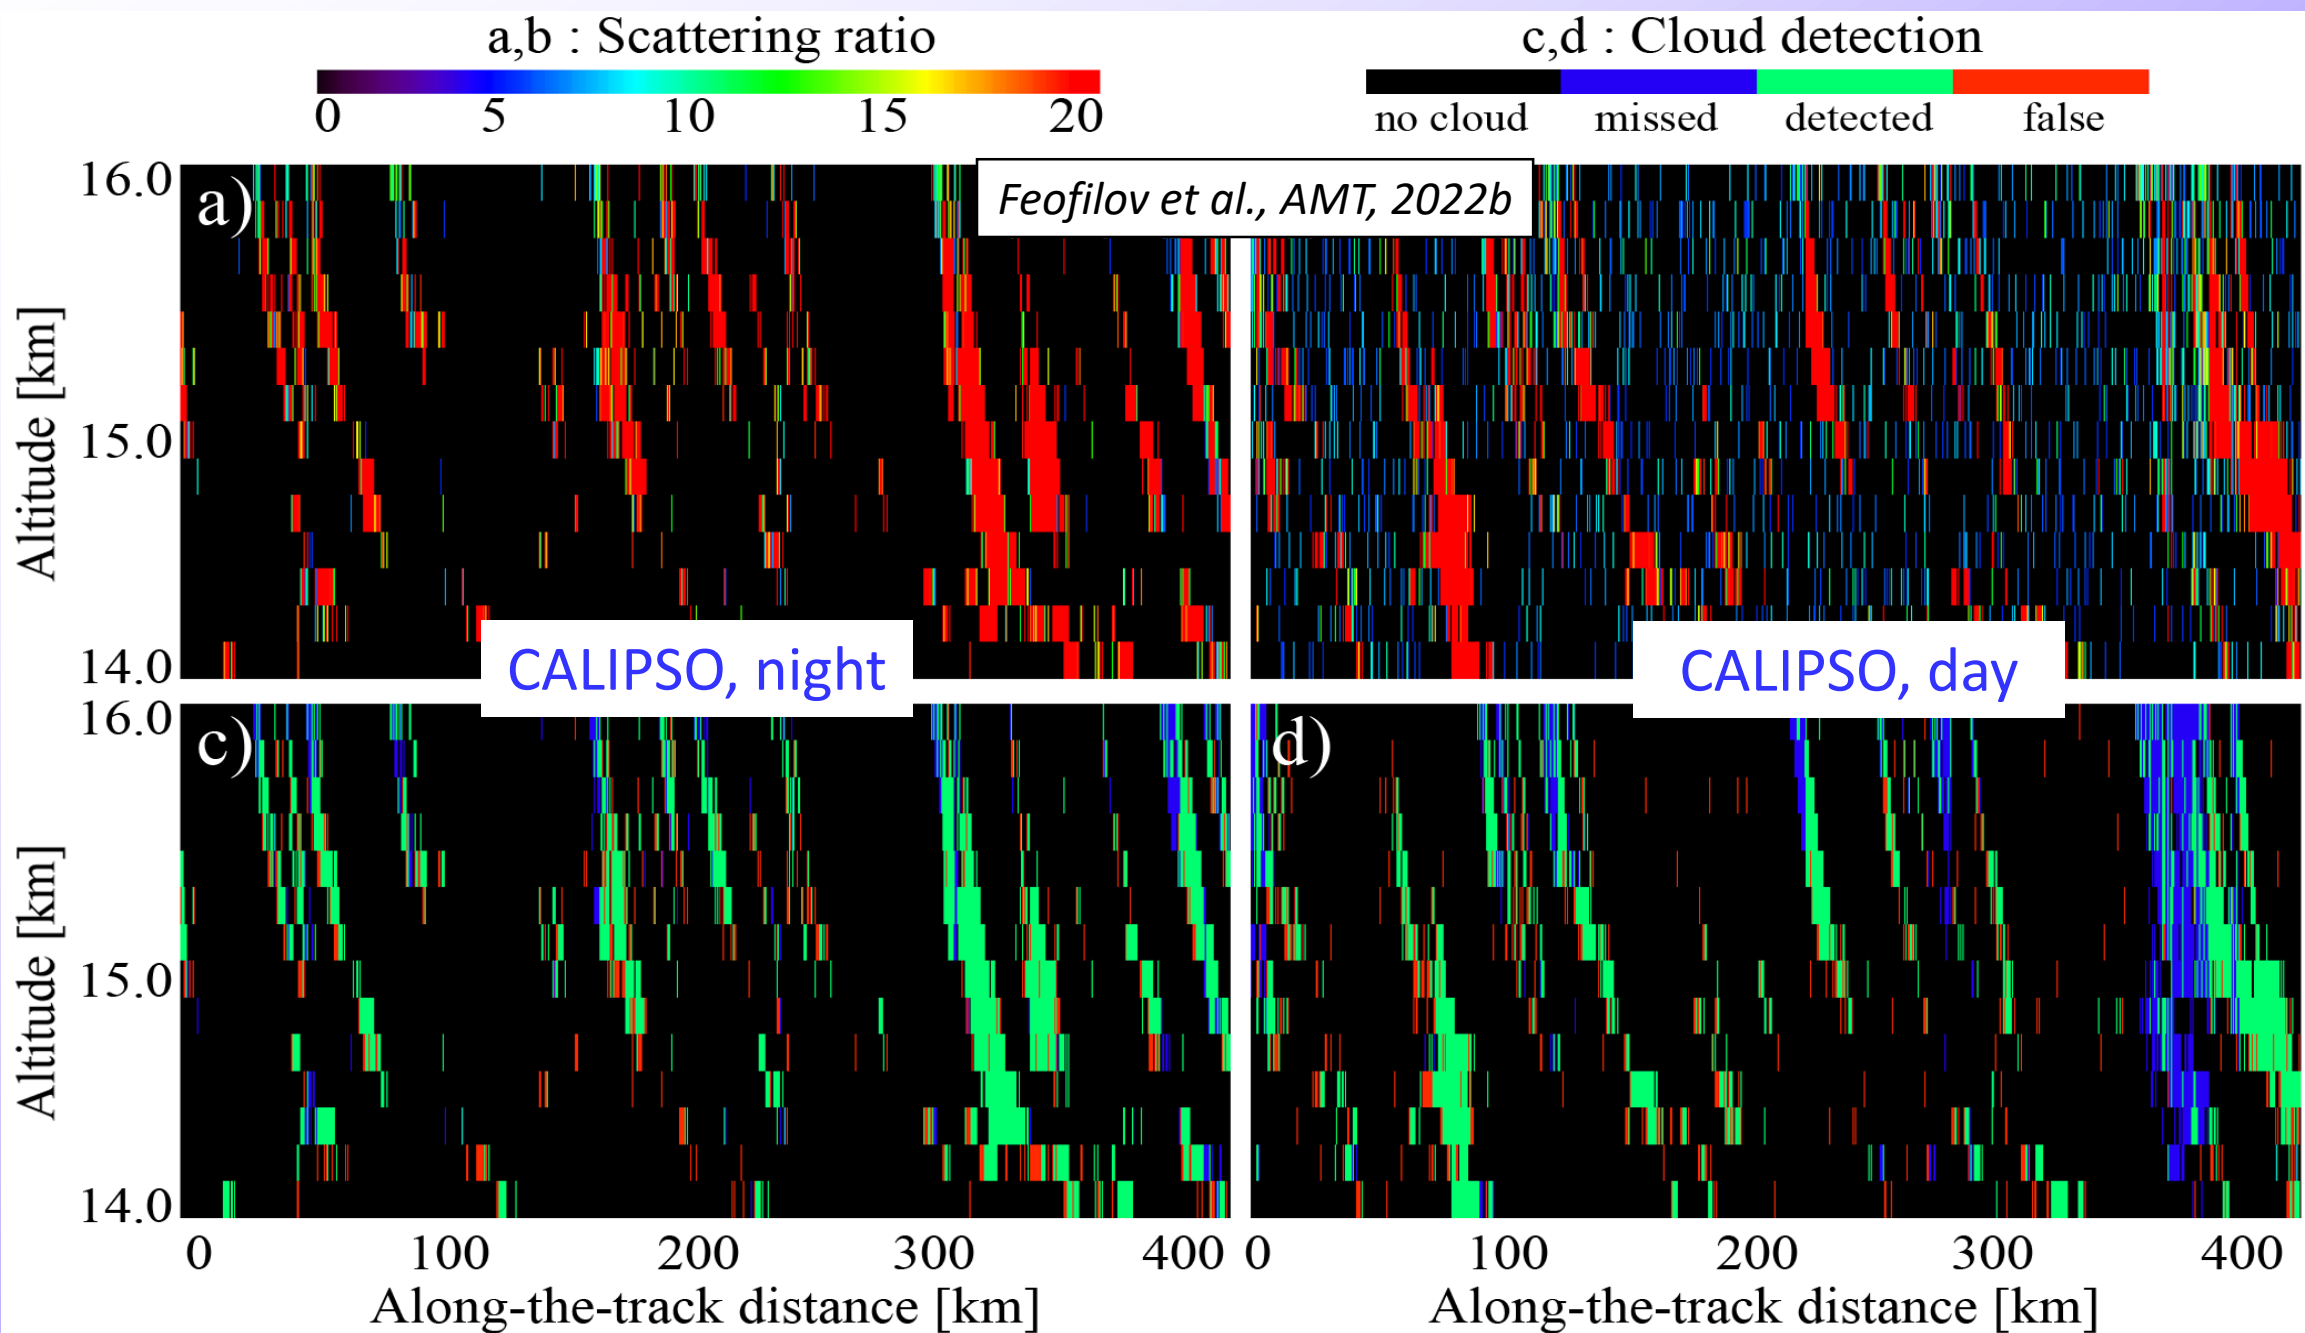 a,b : Scattering ratio
0 5 10 15 20
c,d : Cloud detection
no cloud missed detected false
Feofilov et al., AMT, 2022b
a)
16.0
15.0
14.0
Altitude [km]
CALIPSO, night
CALIPSO, day
c)
d)
16.0
15.0
14.0
Altitude [km]
0 100 200 300 400
0 100 200 300 400
Along-the-track distance [km]
Along-the-track distance [km]